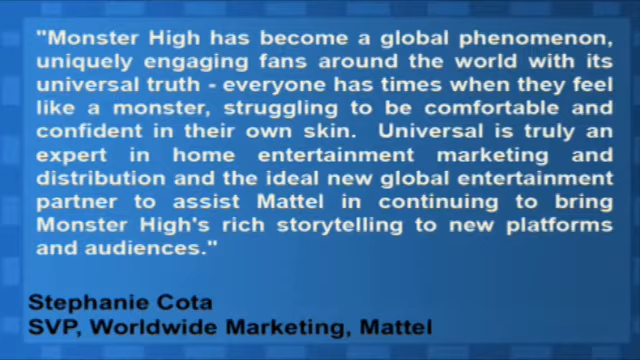 "Monster High has become a global phenomenon,
uniquely engaging fans around the world with its
universal truth - everyone has times when they feel
like a monster, struggling to be comfortable and
confident in their own skin. Universal is truly an
expert in home entertainment marketing and
distribution and the ideal new global entertainment
partner to assist Mattel in continuing to bring
Monster High's rich storytelling to new platforms
and audiences."
Stephanie Cota
SVP, Worldwide Marketing, Mattel